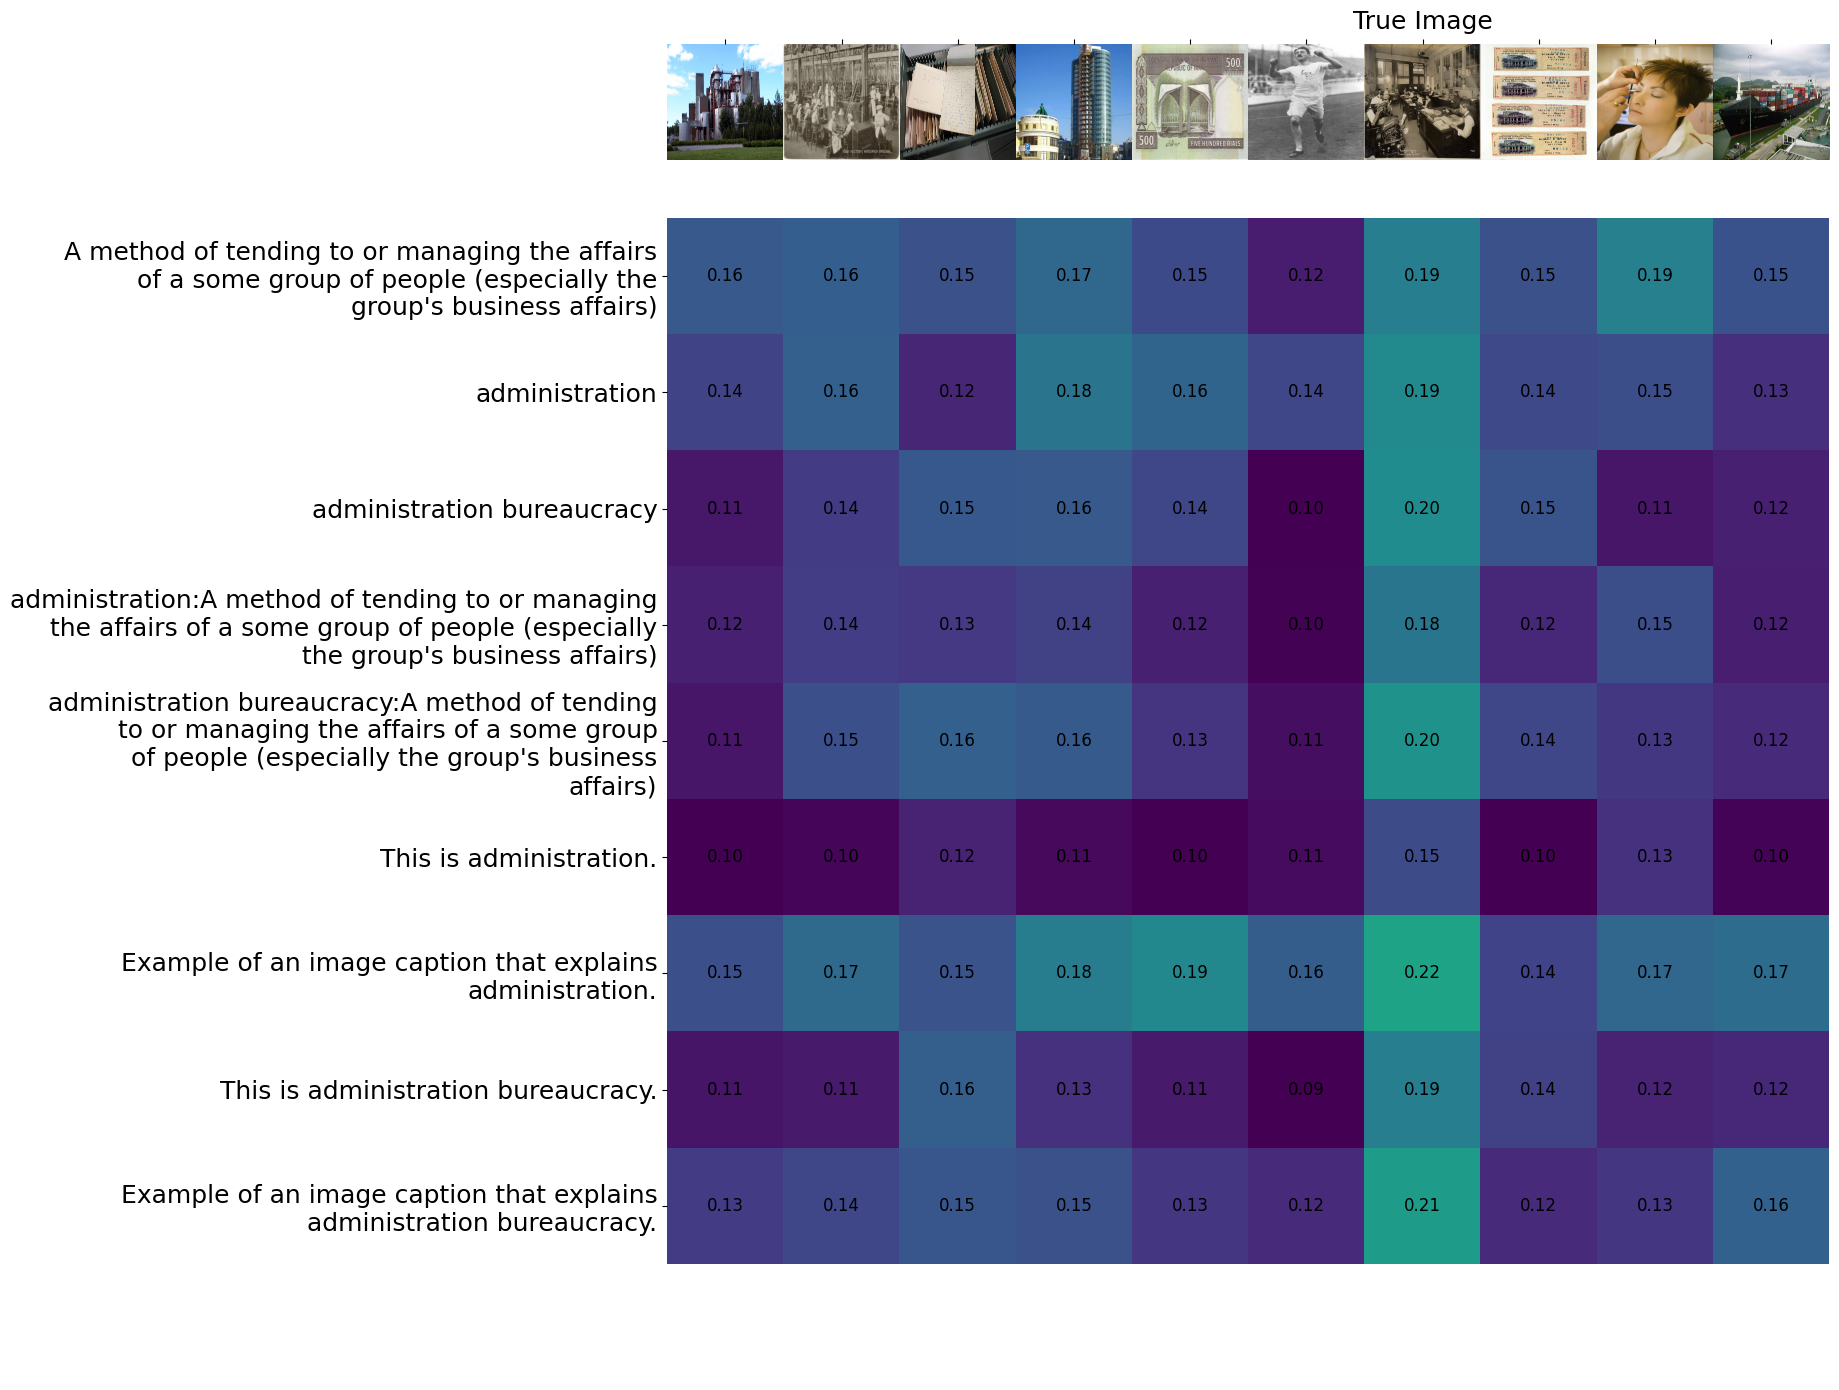 True Image
500
500
FIVE HUNDRED RIALS
A method of tending to or managing the affairs
of a some group of people (especially the
group's business affairs)
0.16 0.16 0.15 0.17 0.15 0.12 0.19 0.15 0.19 0.15
administration
0.14 0.16 0.12 0.18 0.16 0.14 0.19 0.14 0.15 0.13
administration bureaucracy
0.11 0.14 0.15 0.16 0.14 0.10 0.20 0.15 0.11 0.12
administration:A method of tending to or managing
the affairs of a some group of people (especially
the group's business affairs)
0.12 0.14 0.13 0.14 0.12 0.10 0.18 0.12 0.15 0.12
administration bureaucracy:A method of tending
to or managing the affairs of a some group
of people (especially the group's business
affairs)
0.11 0.15 0.16 0.16 0.13 0.11 0.20 0.14 0.13 0.12
This is administration.
0.10 0.10 0.12 0.11 0.10 0.11 0.15 0.10 0.13 0.10
Example of an image caption that explains
administration.
0.15 0.17 0.15 0.18 0.19 0.16 0.22 0.14 0.17 0.17
This is administration bureaucracy.
0.11 0.11 0.16 0.13 0.11 0.09 0.19 0.14 0.12 0.12
Example of an image caption that explains
administration bureaucracy.
0.13 0.14 0.15 0.15 0.13 0.12 0.21 0.12 0.13 0.16